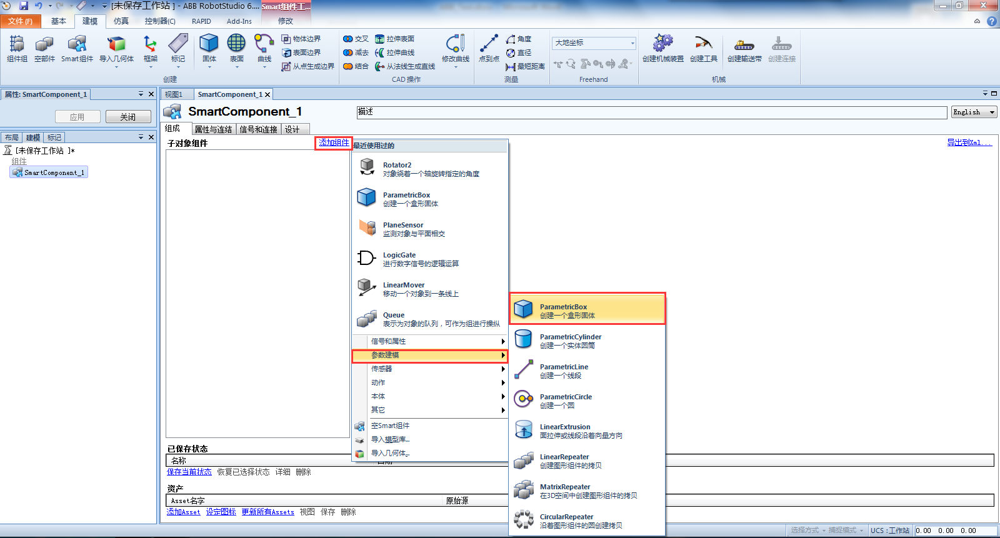 [未保存工作站 ] - ABB RobotStudio 6....
Smart组件工...
文件(F) 基本 建模 仿真 控制器(C) RAPID Add-Ins 修改
组件组 空部件 Smart组件 导入几何体 框架 标记 固体 表面 曲线
物体边界
表面边界
从点生成边界
创建
交叉 拉伸表面
减去 拉伸曲线
结合 从法线生成直线
修改曲线
CAD 操作
点到点
角度
直径
最短距离
测量
大地坐标
Freehand
创建机械装置 创建工具 创建输送带 创建连接
机械
属性: SmartComponent_1
应用 关闭
布局 建模 标记
[未保存工作站 ]*
组件
SmartComponent_1
视图1 SmartComponent_1
SmartComponent_1
描述
English
组成 属性与连结 信号和连接 设计
子对象组件
添加组件
导出到Xml...
最近使用过的
Rotator2
对象绕着一个轴旋转指定的角度
ParametricBox
创建一个盒形固体
PlaneSensor
监测对象与平面相交
LogicGate
进行数字信号的逻辑运算
LinearMover
移动一个对象到一条线上
Queue
表示为对象的队列，可作为组进行操纵
信号和属性
参数建模
传感器
动作
本体
其它
空Smart组件
导入模型库...
导入几何体...
ParametricBox
创建一个盒形固体
ParametricCylinder
创建一个实体圆筒
ParametricLine
创建一个线段
ParametricCircle
创建一个圆
LinearExtrusion
面拉伸或线段沿着向量方向
LinearRepeater
创建图形组件的拷贝
MatrixRepeater
在3D空间中创建图形组件的拷贝
CircularRepeater
沿着图形组件的圆创建拷贝
已保存状态
名称
保存当前状态 恢复已选择状态 详细 删除
资产
Asset名字 原始源
添加Asset 设定图标 更新所有Assets 视图 保存 删除
选择方式 捕捉模式 UCS : 工作站 0.00 0.00 0.00